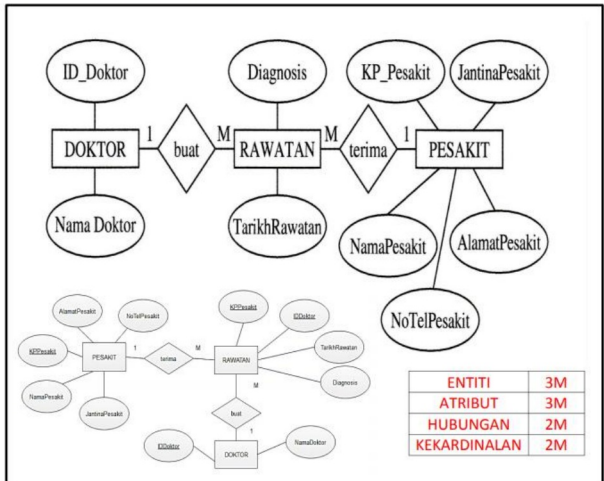 ID_Doktor
Diagnosis
KP_Pesakit
JantinaPesakit
DOKTOR
1
buat
M
RAWATAN
M
terima
1
PESAKIT
Nama Doktor
TarikhRawatan
NamaPesakit
AlamatPesakit
NoTelPesakit
AlamatPesakit
NoTelPesakit
KPPesakit
IDDoktor
KPPesakit
PESAKIT
1
terima
M
RAWATAN
TarikhRawatan
NamaPesakit
JantinaPesakit
M
Diagnosis
buat
1
IDDoktor
DOKTOR
NamaDoktor
ENTITI 3M
ATRIBUT 3M
HUBUNGAN 2M
KEKARDINALAN 2M